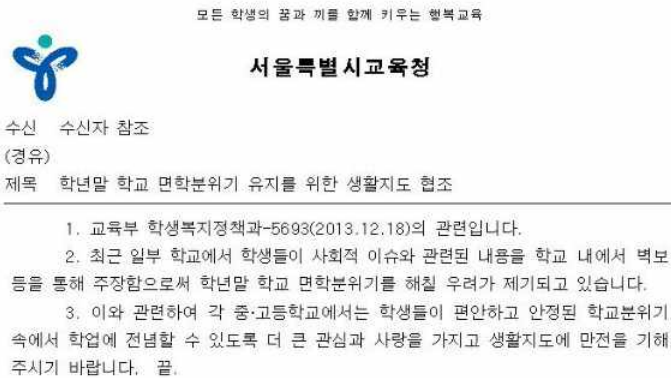 모든 학생의 꿈과 끼를 함께 키우는 행복교육
서울특별시교육청
수신 수신자 참조
(경유)
제목 학년말 학교 면학분위기 유지를 위한 생활지도 협조
1. 교육부 학생복지정책과-5693(2013.12.18)의 관련입니다.
2. 최근 일부 학교에서 학생들이 사회적 이슈와 관련된 내용을 학교 내에서 벽보
등을 통해 주장함으로써 학년말 학교 면학분위기를 해칠 우려가 제기되고 있습니다.
3. 이와 관련하여 각 중·고등학교에서는 학생들이 편안하고 안정된 학교분위기
속에서 학업에 전념할 수 있도록 더 큰 관심과 사랑을 가지고 생활지도에 만전을 기해
주시기 바랍니다. 끝.